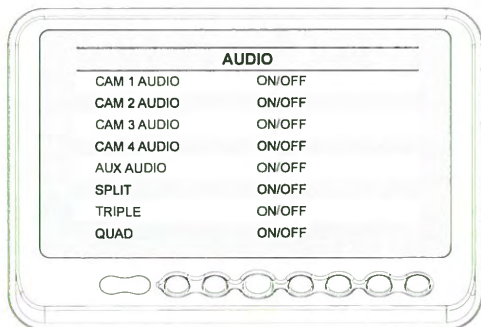 AUDIO
CAM 1 AUDIO ON/OFF
CAM 2 AUDIO ON/OFF
CAM 3 AUDIO ON/OFF
CAM 4 AUDIO ON/OFF
AUX AUDIO ON/OFF
SPLIT ON/OFF
TRIPLE ON/OFF
QUAD ON/OFF